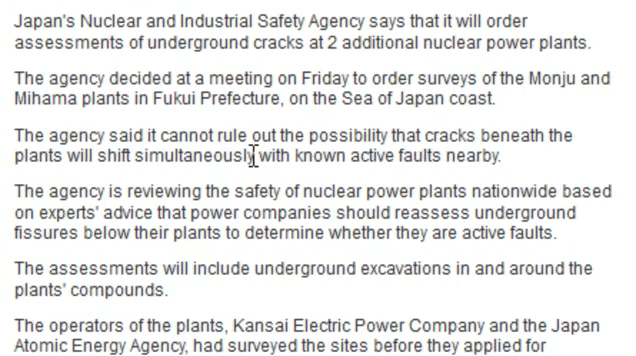 Japan's Nuclear and Industrial Safety Agency says that it will order
assessments of underground cracks at 2 additional nuclear power plants.
The agency decided at a meeting on Friday to order surveys of the Monju and
Mihama plants in Fukui Prefecture, on the Sea of Japan coast.
The agency said it cannot rule out the possibility that cracks beneath the
plants will shift simultaneously with known active faults nearby.
The agency is reviewing the safety of nuclear power plants nationwide based
on experts' advice that power companies should reassess underground
fissures below their plants to determine whether they are active faults.
The assessments will include underground excavations in and around the
plants' compounds.
The operators of the plants, Kansai Electric Power Company and the Japan
Atomic Energy Agency, had surveyed the sites before they applied for